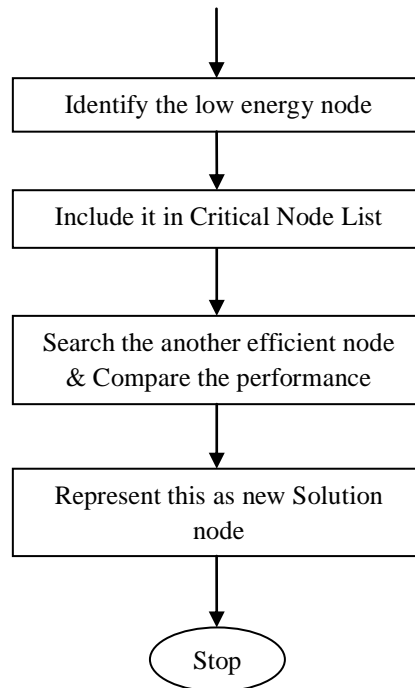 Identify the low energy node
Include it in Critical Node List
Search the another efficient node
& Compare the performance
Represent this as new Solution
node
Stop